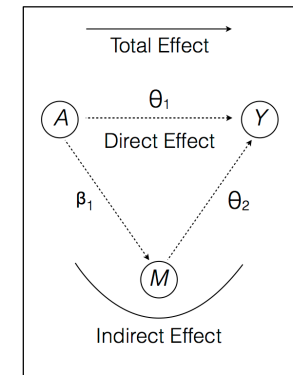 Total Effect
θ₁
A
Y
Direct Effect
β₁
θ₂
M
Indirect Effect